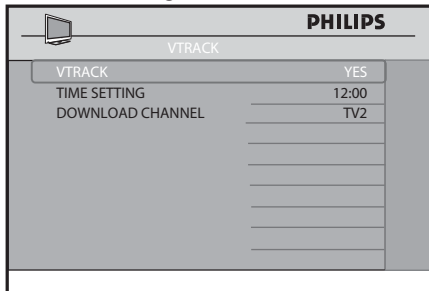 PHILIPS
VTRACK
VTRACK YES
TIME SETTING 12:00
DOWNLOAD CHANNEL TV2